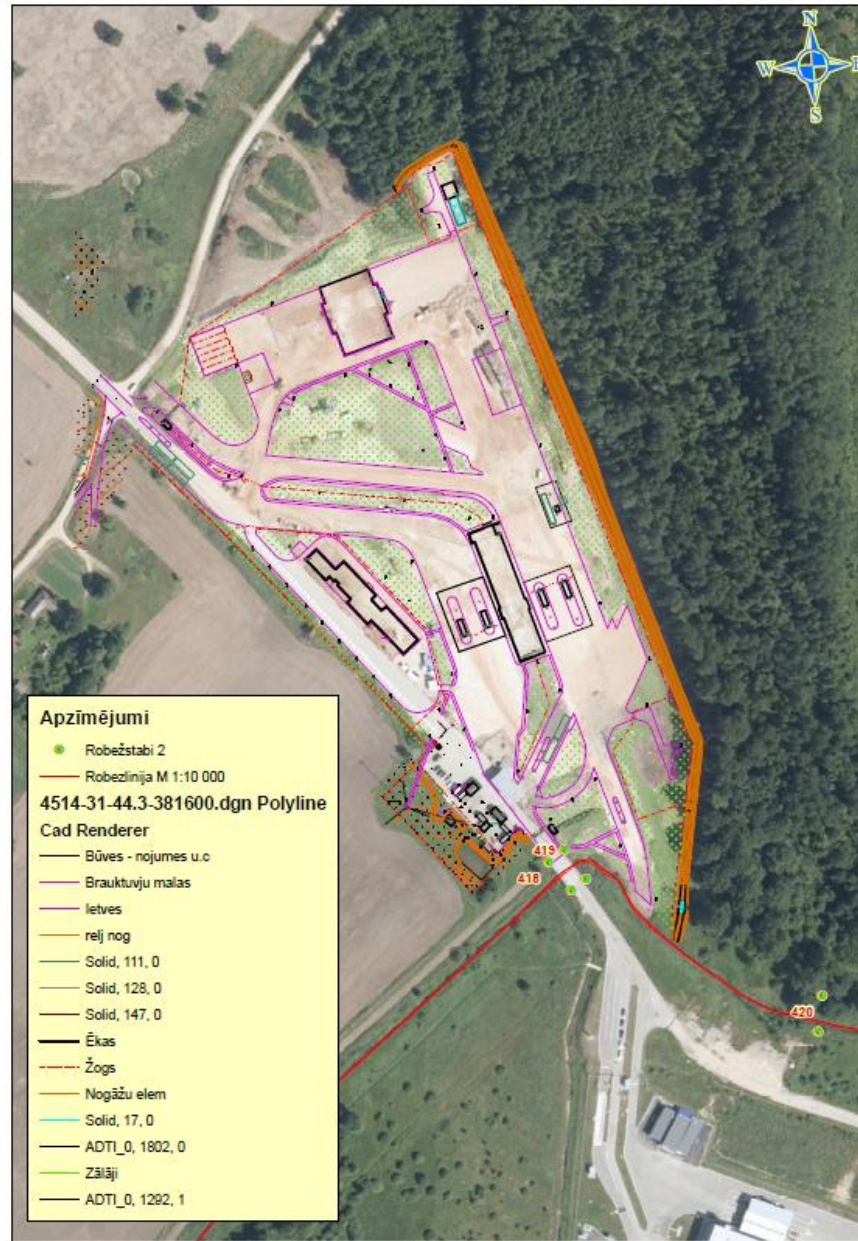 N
W
E
S
419
418
420
Apzīmējumi
Robežstabi 2
Robezlinija M 1:10 000
4514-31-44.3-381600.dgn Polyline
Cad Renderer
Būves - nojumes u.c
Brauktuvju malas
Ietves
relj nog
Solid, 111, 0
Solid, 128, 0
Solid, 147, 0
Ēkas
Žogs
Nogāžu elem
Solid, 17, 0
ADTI_0, 1802, 0
Zālāji
ADTI_0, 1292, 1